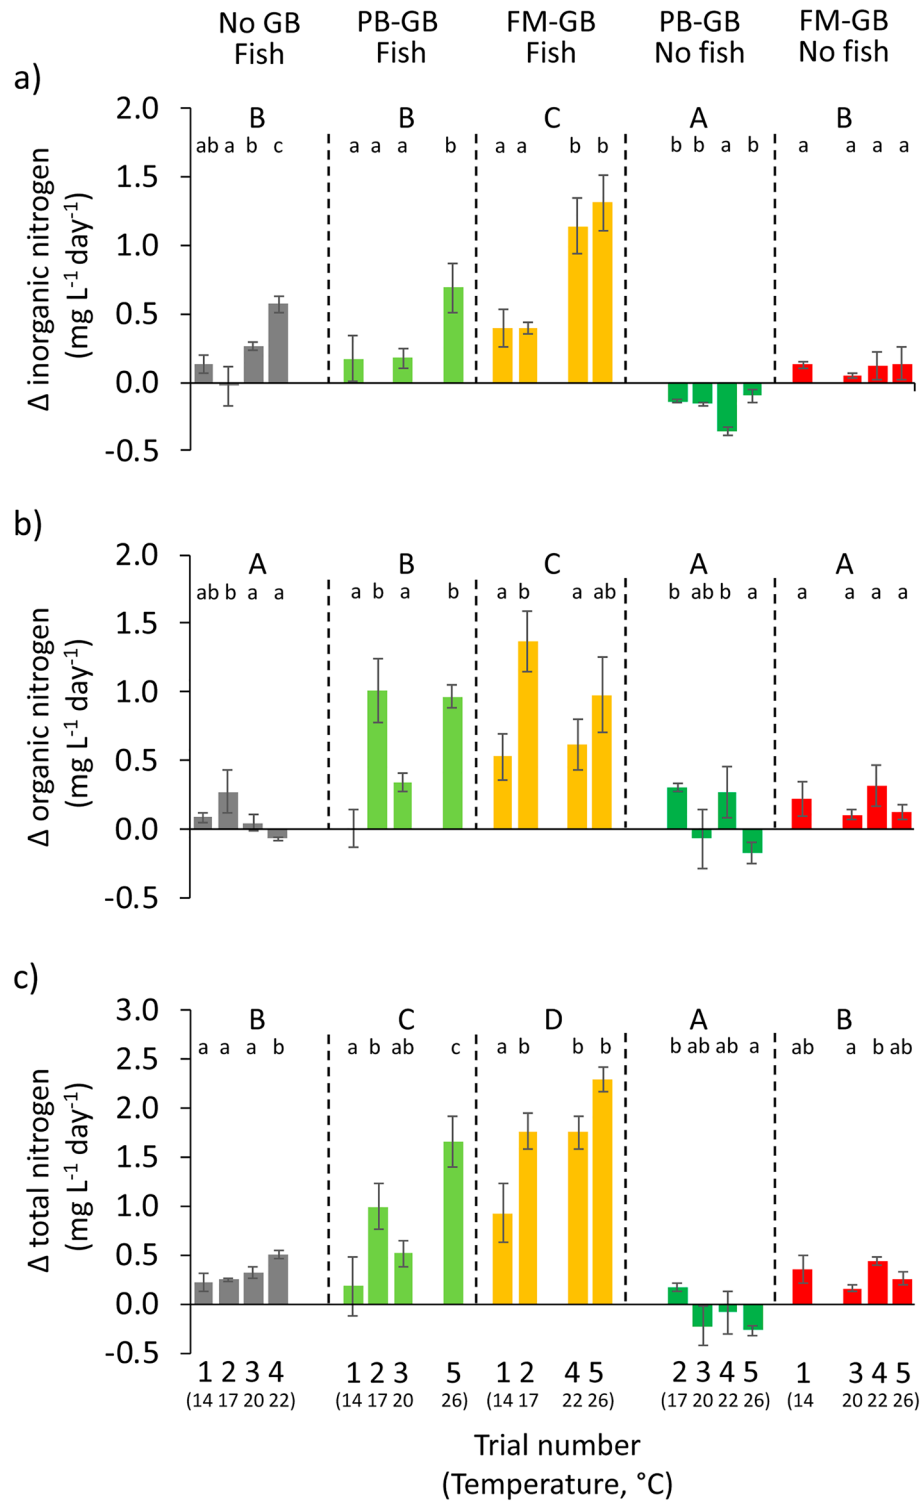 No GB PB-GB FM-GB PB-GB FM-GB
Fish Fish Fish No fish No fish
a)
Δ inorganic nitrogen
(mg L-1 day-1)
2.0
1.5
1.0
0.5
0.0
-0.5
B B C A B
ab a b c a a a b a a b b b b a b a a a a
b)
Δ organic nitrogen
(mg L-1 day-1)
2.0
1.5
1.0
0.5
0.0
-0.5
A B C A A
ab b a a a b a b a b a ab b ab b a a a a a
c)
Δ total nitrogen
(mg L-1 day-1)
3.0
2.5
2.0
1.5
1.0
0.5
0.0
-0.5
B C D A B
a a a b a b ab c a b b b b ab ab a ab a b ab
1 2 3 4 1 2 3 5 1 2 4 5 2 3 4 5 1 3 4 5
(14 17 20 22) (14 17 20 26) (14 17 22 26) (17 20 22 26) (14 20 22 26)
Trial number
(Temperature, °C)